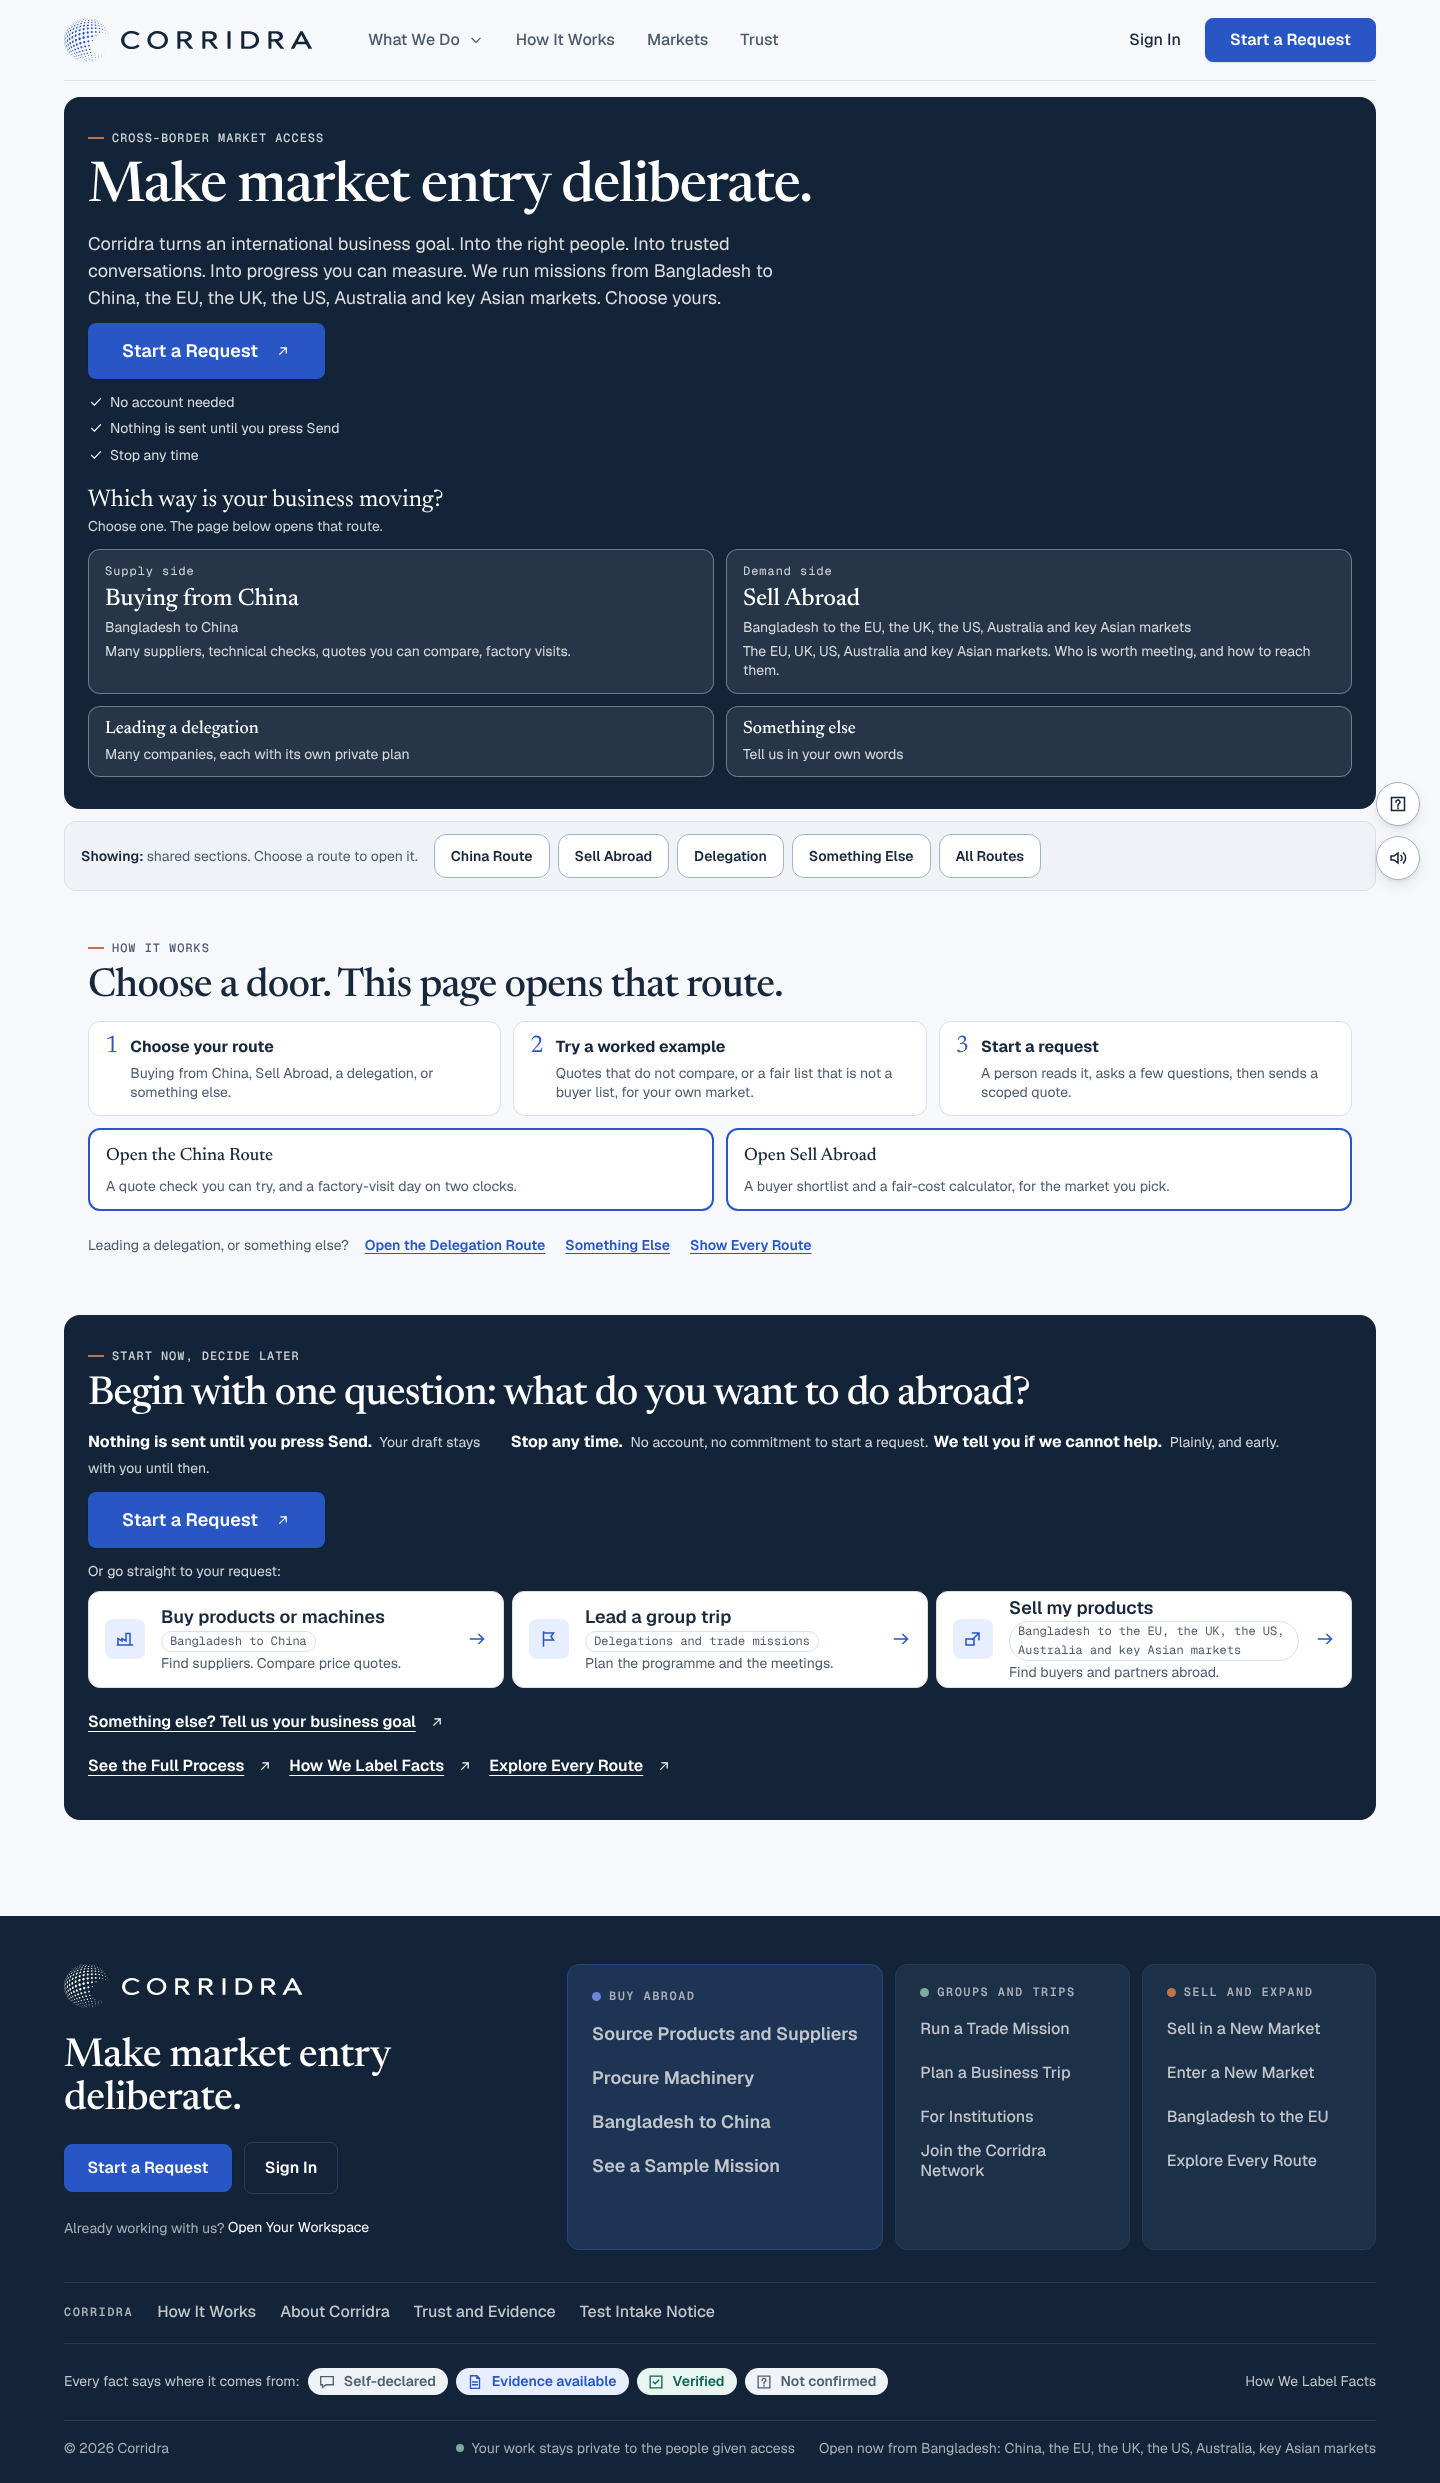 CORRIDRA
What We Do
How It Works
Markets
Trust
Sign In
Start a Request
CROSS-BORDER MARKET ACCESS
Make market entry deliberate.
Corridra turns an international business goal. Into the right people. Into trusted
conversations. Into progress you can measure. We run missions from Bangladesh to
China, the EU, the UK, the US, Australia and key Asian markets. Choose yours.
Start a Request
No account needed
Nothing is sent until you press Send
Stop any time
Which way is your business moving?
Choose one. The page below opens that route.
Supply side
Buying from China
Bangladesh to China
Many suppliers, technical checks, quotes you can compare, factory visits.
Demand side
Sell Abroad
Bangladesh to the EU, the UK, the US, Australia and key Asian markets
The EU, UK, US, Australia and key Asian markets. Who is worth meeting, and how to reach
them.
Leading a delegation
Many companies, each with its own private plan
Something else
Tell us in your own words
Showing: shared sections. Choose a route to open it.
China Route
Sell Abroad
Delegation
Something Else
All Routes
HOW IT WORKS
Choose a door. This page opens that route.
1
Choose your route
Buying from China, Sell Abroad, a delegation, or
something else.
2
Try a worked example
Quotes that do not compare, or a fair list that is not a
buyer list, for your own market.
3
Start a request
A person reads it, asks a few questions, then sends a
scoped quote.
Open the China Route
A quote check you can try, and a factory-visit day on two clocks.
Open Sell Abroad
A buyer shortlist and a fair-cost calculator, for the market you pick.
Leading a delegation, or something else?
Open the Delegation Route
Something Else
Show Every Route
START NOW, DECIDE LATER
Begin with one question: what do you want to do abroad?
Nothing is sent until you press Send. Your draft stays
with you until then.
Stop any time. No account, no commitment to start a request.
We tell you if we cannot help. Plainly, and early.
Start a Request
Or go straight to your request:
Buy products or machines
Bangladesh to China
Find suppliers. Compare price quotes.
Lead a group trip
Delegations and trade missions
Plan the programme and the meetings.
Sell my products
Bangladesh to the EU, the UK, the US,
Australia and key Asian markets
Find buyers and partners abroad.
Something else? Tell us your business goal
See the Full Process
How We Label Facts
Explore Every Route
CORRIDRA
Make market entry
deliberate.
Start a Request
Sign In
Already working with us? Open Your Workspace
BUY ABROAD
Source Products and Suppliers
Procure Machinery
Bangladesh to China
See a Sample Mission
GROUPS AND TRIPS
Run a Trade Mission
Plan a Business Trip
For Institutions
Join the Corridra
Network
SELL AND EXPAND
Sell in a New Market
Enter a New Market
Bangladesh to the EU
Explore Every Route
CORRIDRA
How It Works
About Corridra
Trust and Evidence
Test Intake Notice
Every fact says where it comes from:
Self-declared
Evidence available
Verified
Not confirmed
How We Label Facts
© 2026 Corridra
Your work stays private to the people given access
Open now from Bangladesh: China, the EU, the UK, the US, Australia, key Asian markets